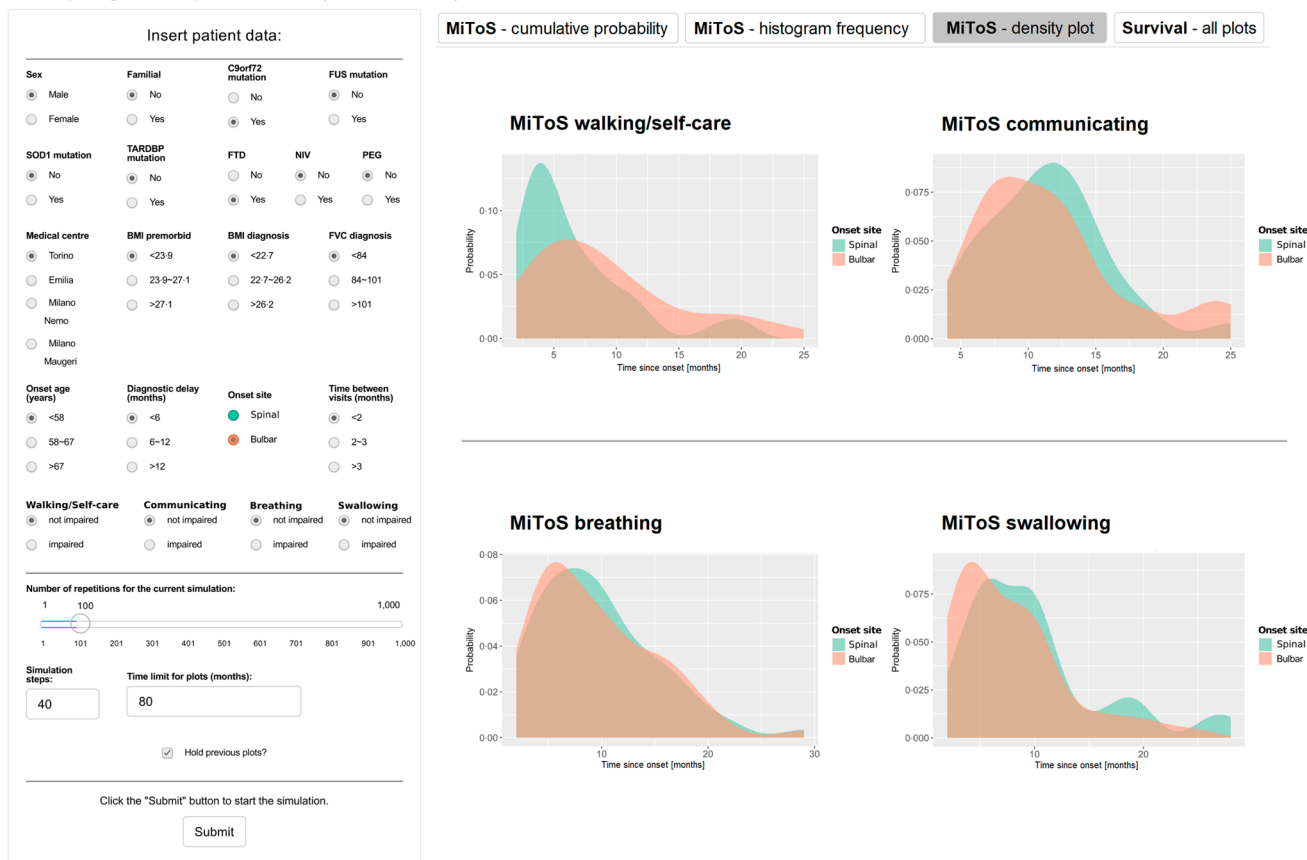 Insert patient data:
Sex
Familial
C9orf72
mutation
FUS mutation
Male
No
No
No
Female
Yes
Yes
Yes
SOD1 mutation
TARDBP
mutation
FTD
NIV
PEG
No
No
No
No
No
Yes
Yes
Yes
Yes
Yes
Medical centre
BMI premorbid
BMI diagnosis
FVC diagnosis
Torino
<23·9
<22·7
<84
Emilia
23·9~27·1
22·7~26·2
84~101
Milano
Nemo
>27·1
>26·2
>101
Milano
Maugeri
Onset age
(years)
Diagnostic delay
(months)
Onset site
Time between
visits (months)
<58
<6
Spinal
<2
58~67
6~12
Bulbar
2~3
>67
>12
>3
Walking/Self-care
Communicating
Breathing
Swallowing
not impaired
not impaired
not impaired
not impaired
impaired
impaired
impaired
impaired
Number of repetitions for the current simulation:
1 100 1,000
1 101 201 301 401 501 601 701 801 901 1,000
Simulation
steps:
Time limit for plots (months):
40
80
Hold previous plots?
Click the "Submit" button to start the simulation.
Submit
MiToS - cumulative probability
MiToS - histogram frequency
MiToS - density plot
Survival - all plots
MiToS walking/self-care
Probability
0·10
0·05
0·00
5 10 15 20 25
Time since onset [months]
Onset site
Spinal
Bulbar
MiToS communicating
Probability
0·075
0·050
0·025
0·000
5 10 15 20 25
Time since onset [months]
Onset site
Spinal
Bulbar
MiToS breathing
Probability
0·08
0·06
0·04
0·02
0·00
10 20 30
Time since onset [months]
Onset site
Spinal
Bulbar
MiToS swallowing
Probability
0·075
0·050
0·025
0·000
10 20
Time since onset [months]
Onset site
Spinal
Bulbar